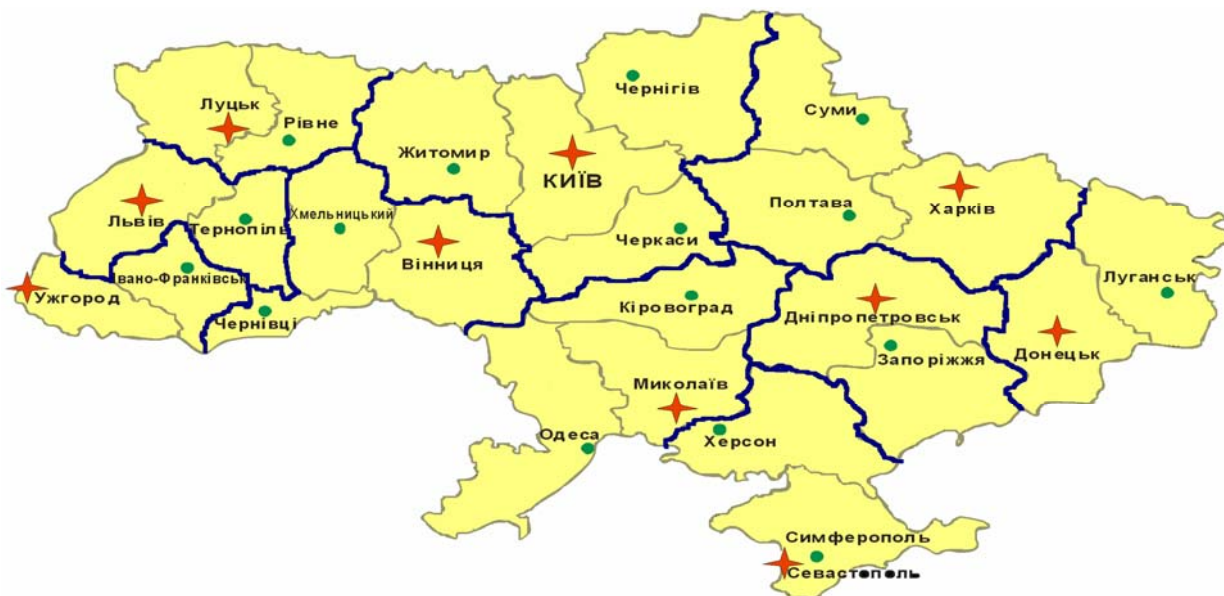 Чернігів
Луцьк
Суми
Рівне
Житомир
КИЇВ
Львів
Хмельницький
Полтава
Харків
Тернопіль
Черкаси
Вінниця
Івано-Франківськ
Луганськ
Ужгород
Кіровоград
Чернівці
Дніпропетровськ
Донецьк
Запоріжжя
Миколаїв
Одеса
Херсон
Симферополь
Севастополь